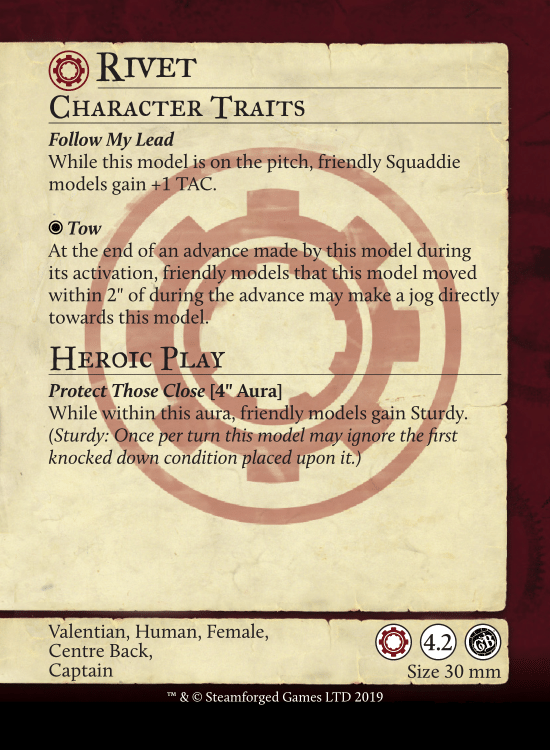 Rivet
Character Traits
Follow My Lead
While this model is on the pitch, friendly Squaddie
models gain +1 TAC.
Tow
At the end of an advance made by this model during
its activation, friendly models that this model moved
within 2" of during the advance may make a jog directly
towards this model.
Heroic Play
Protect Those Close [4" Aura]
While within this aura, friendly models gain Sturdy.
(Sturdy: Once per turn this model may ignore the first
knocked down condition placed upon it.)
Valentian, Human, Female,
Centre Back,
Captain
4.2
GB
Size 30 mm
™ & © Steamforged Games LTD 2019